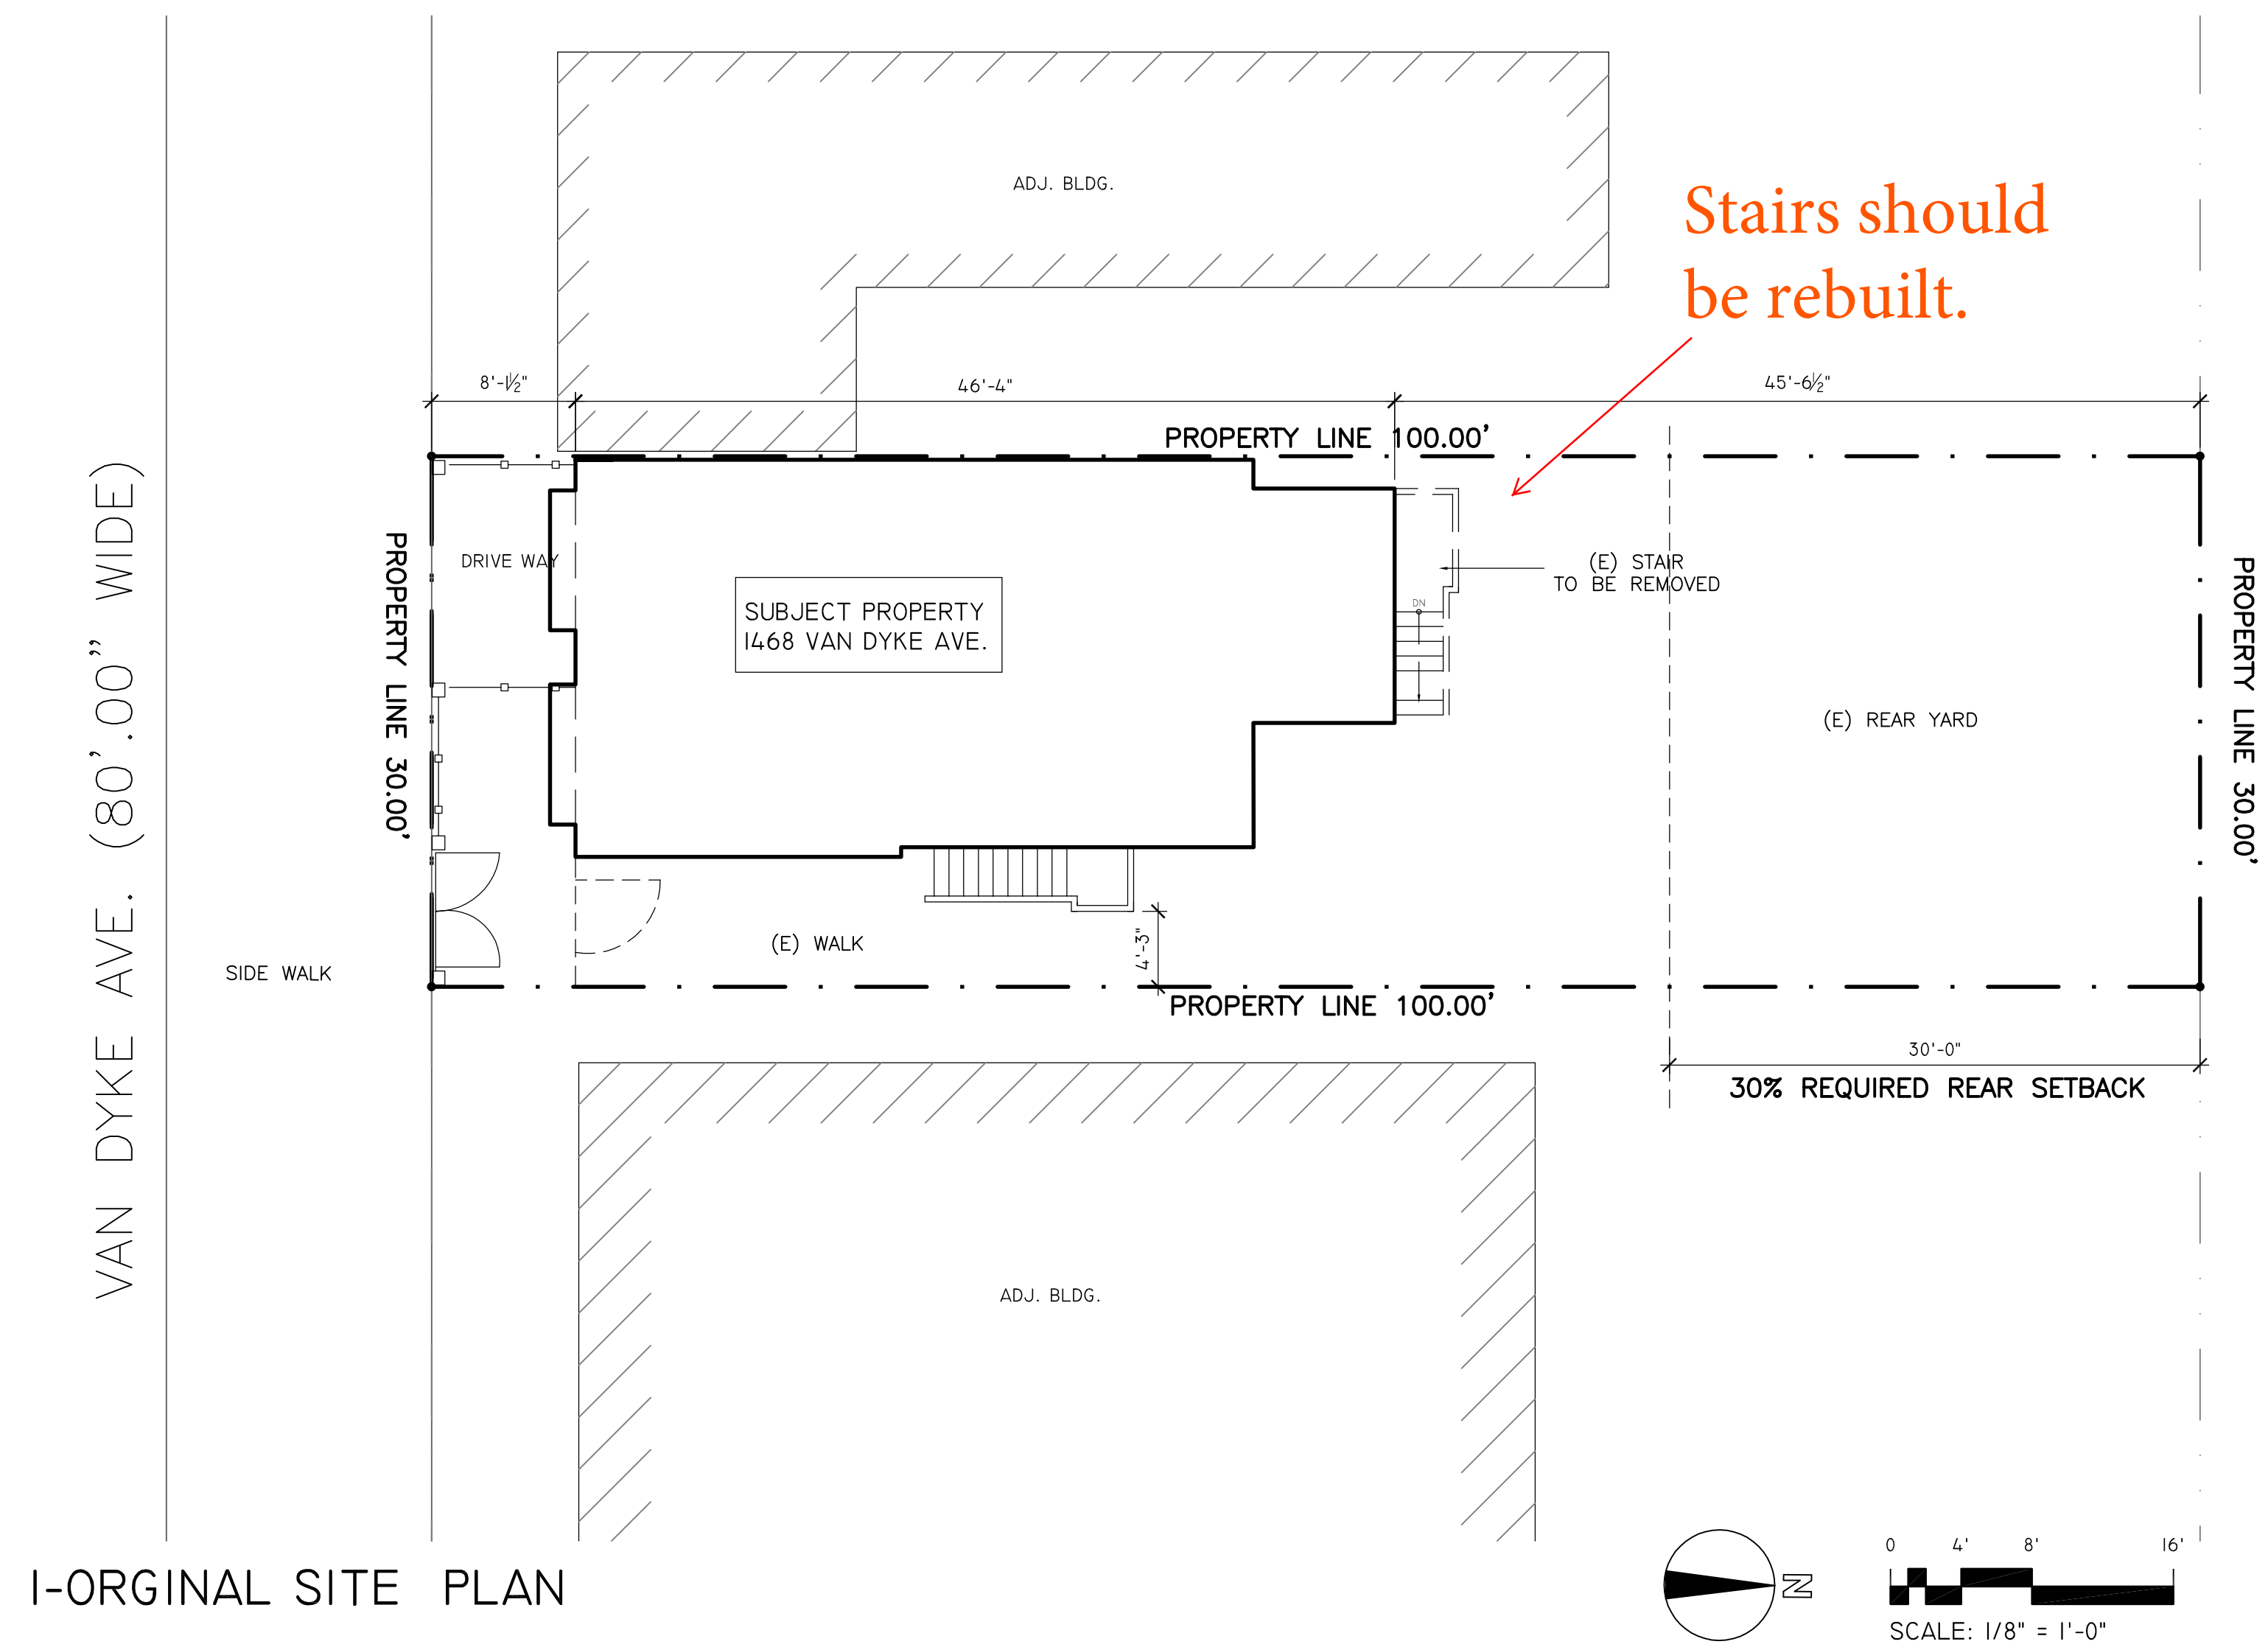 ADJ. BLDG.
Stairs should
be rebuilt.
8'-1½"
46'-4"
45'-6½"
PROPERTY LINE 100.00'
VAN DYKE AVE. (80'.00" WIDE)
PROPERTY LINE 30.00'
DRIVE WAY
SUBJECT PROPERTY
1468 VAN DYKE AVE.
(E) STAIR
TO BE REMOVED
DN
(E) REAR YARD
PROPERTY LINE 30.00'
SIDE WALK
(E) WALK
4'-3"
PROPERTY LINE 100.00'
30'-0"
30% REQUIRED REAR SETBACK
ADJ. BLDG.
1-ORGINAL SITE PLAN
N
0 4' 8' 16'
SCALE: 1/8" = 1'-0"